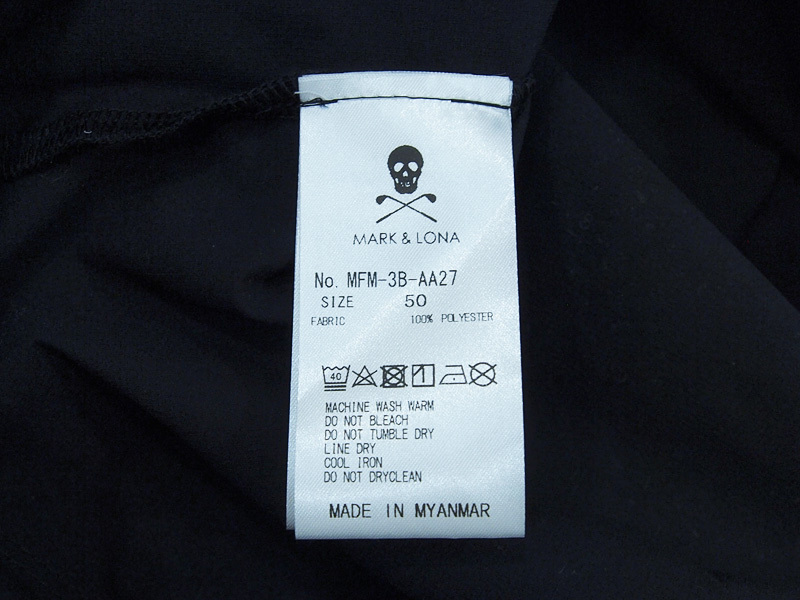 MARK & LONA
No. MFM-3B-AA27
SIZE 50
FABRIC 100% POLYESTER
40
MACHINE WASH WARM
DO NOT BLEACH
DO NOT TUMBLE DRY
LINE DRY
COOL IRON
DO NOT DRYCLEAN
MADE IN MYANMAR